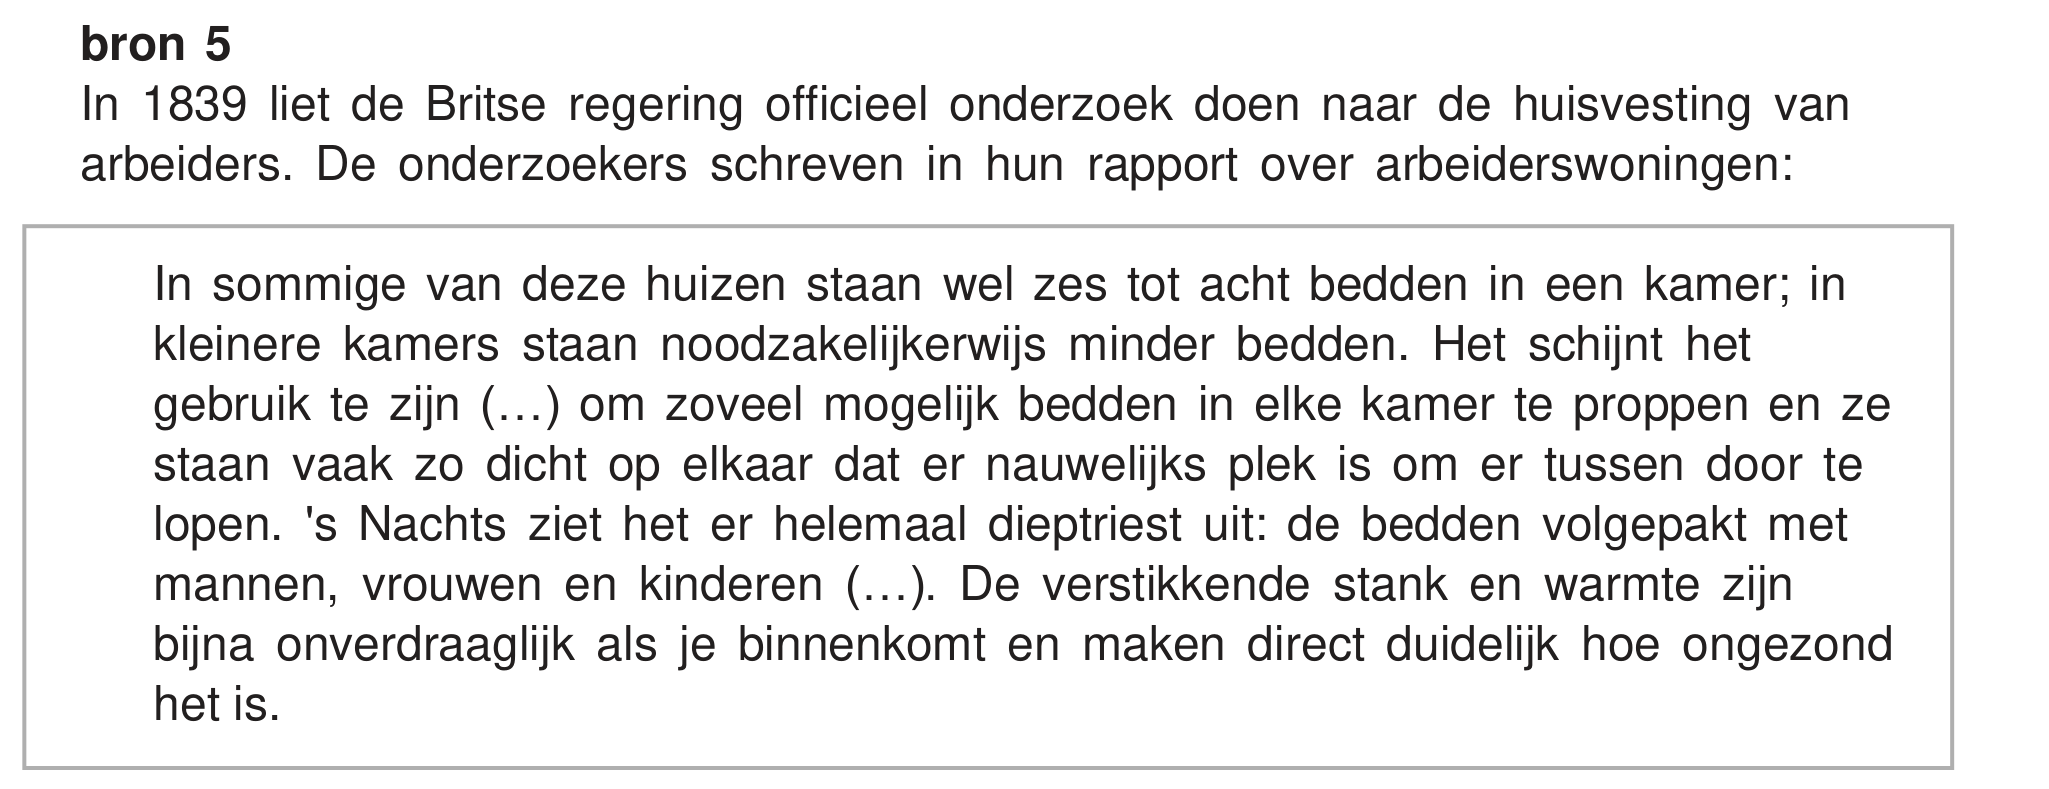 bron 5
In 1839 liet de Britse regering officieel onderzoek doen naar de huisvesting van
arbeiders. De onderzoekers schreven in hun rapport over arbeiderswoningen:
In sommige van deze huizen staan wel zes tot acht bedden in een kamer; in
kleinere kamers staan noodzakelijkerwijs minder bedden. Het schijnt het
gebruik te zijn (…) om zoveel mogelijk bedden in elke kamer te proppen en ze
staan vaak zo dicht op elkaar dat er nauwelijks plek is om er tussen door te
lopen. 's Nachts ziet het er helemaal dieptriest uit: de bedden volgepakt met
mannen, vrouwen en kinderen (…). De verstikkende stank en warmte zijn
bijna onverdraaglijk als je binnenkomt en maken direct duidelijk hoe ongezond
het is.